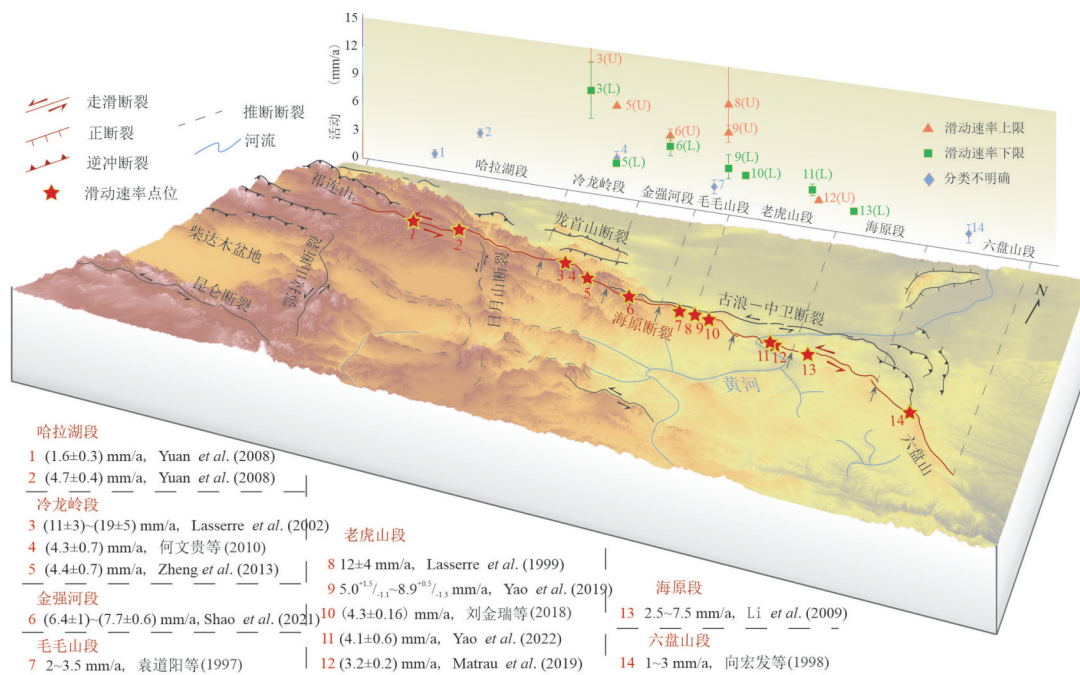 15
12
9
6
3
0
活动
(mm/a)
3(U)
3(L)
5(U)
8(U)
6(U)
6(L)
9(U)
2
1
4
5(L)
9(L)
10(L)
7
11(L)
12(U)
13(L)
14
滑动速率上限
滑动速率下限
分类不明确
走滑断裂
正断裂
逆冲断裂
滑动速率点位
推断断裂
河流
哈拉湖段
冷龙岭段
金强河段
毛毛山段
老虎山段
海原段
六盘山段
祁连山
柴达木盆地
昆仑断裂
鄂拉山断裂
日月山断裂
龙首山断裂
海原断裂
古浪－中卫断裂
黄河
六盘山
N
1
2
3 4
5
6
7 8 9 10
11
12
13
14
哈拉湖段
1 (1.6±0.3) mm/a, Yuan et al. (2008)
2 (4.7±0.4) mm/a, Yuan et al. (2008)
冷龙岭段
3 (11±3)~(19±5) mm/a, Lasserre et al. (2002)
4 (4.3±0.7) mm/a, 何文贵等(2010)
5 (4.4±0.7) mm/a, Zheng et al. (2013)
金强河段
6 (6.4±1)~(7.7±0.6) mm/a, Shao et al. (2021)
毛毛山段
7 2~3.5 mm/a, 袁道阳等(1997)
老虎山段
8 12±4 mm/a, Lasserre et al. (1999)
9 5.0+1.5/-1.1~8.9+0.5/-1.3 mm/a, Yao et al. (2019)
10 (4.3±0.16) mm/a, 刘金瑞等(2018)
11 (4.1±0.6) mm/a, Yao et al. (2022)
12 (3.2±0.2) mm/a, Matrau et al. (2019)
海原段
13 2.5~7.5 mm/a, Li et al. (2009)
六盘山段
14 1~3 mm/a, 向宏发等(1998)